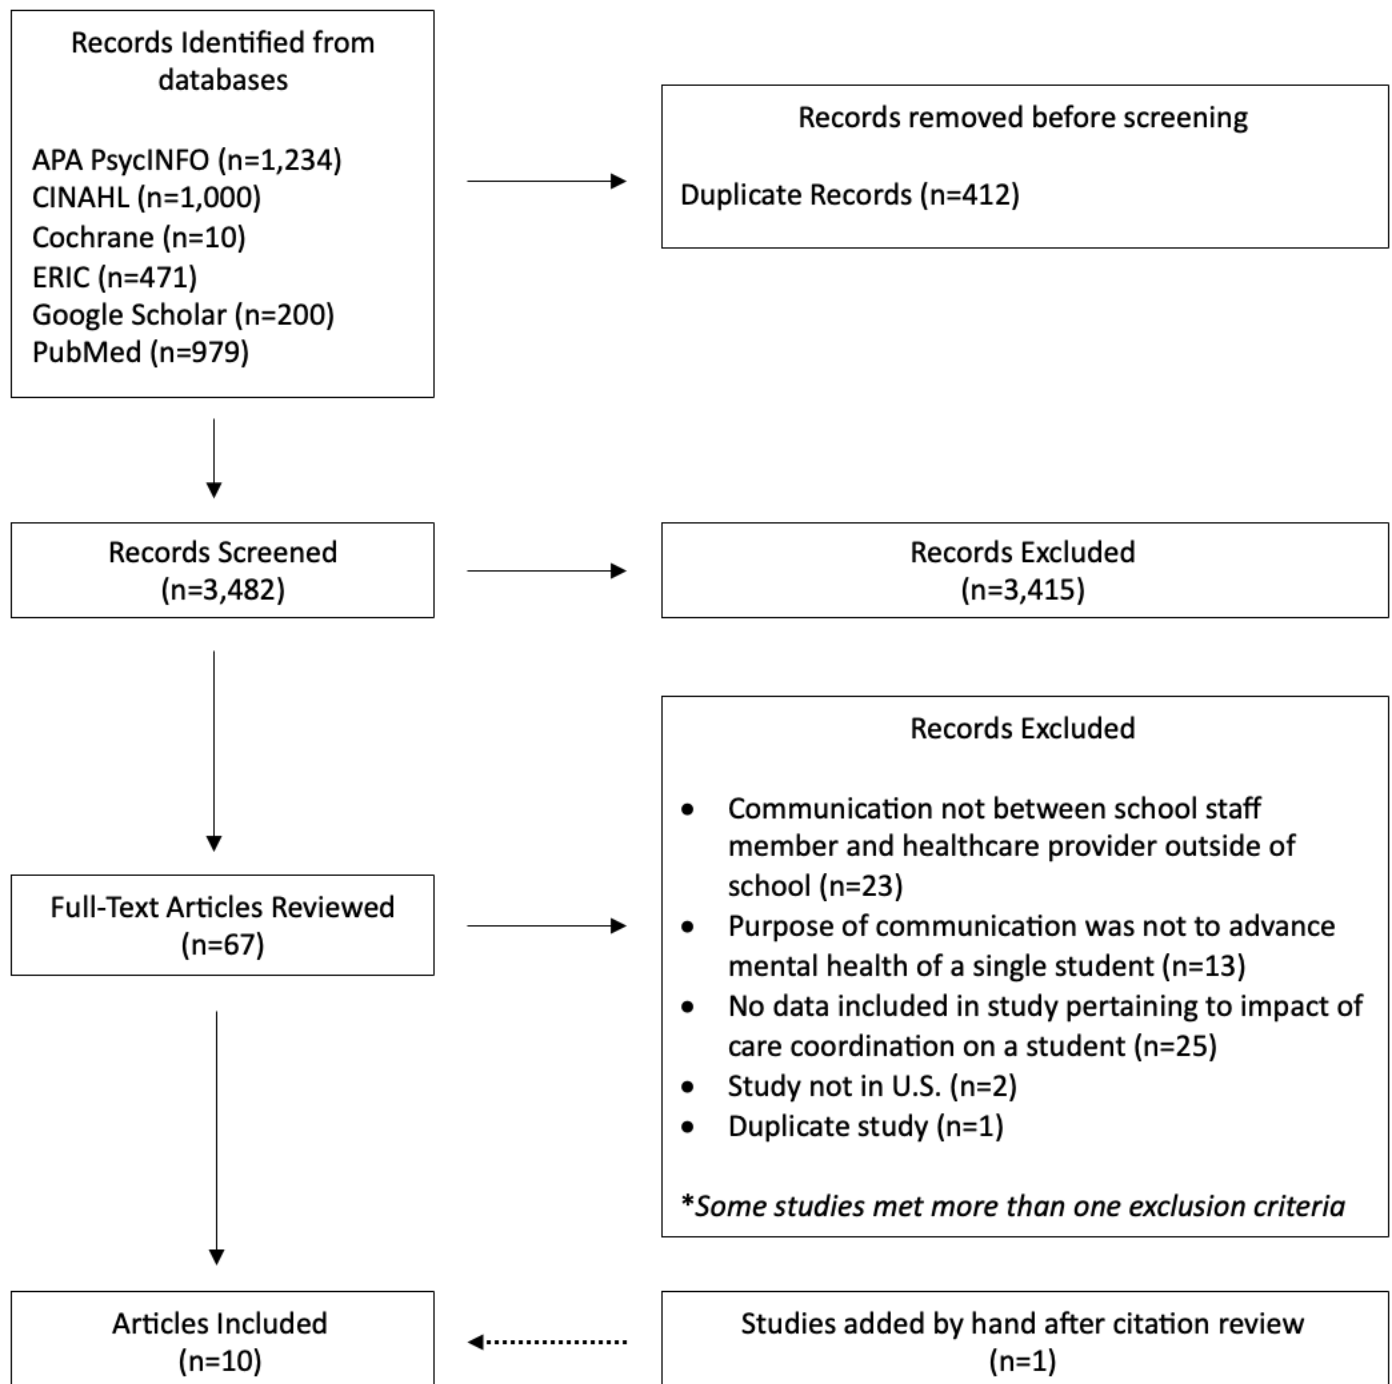 Records Identified from
databases
APA PsycINFO (n=1,234)
CINAHL (n=1,000)
Cochrane (n=10)
ERIC (n=471)
Google Scholar (n=200)
PubMed (n=979)
Records removed before screening
Duplicate Records (n=412)
Records Screened
(n=3,482)
Records Excluded
(n=3,415)
Full-Text Articles Reviewed
(n=67)
Records Excluded
• Communication not between school staff
member and healthcare provider outside of
school (n=23)
• Purpose of communication was not to advance
mental health of a single student (n=13)
• No data included in study pertaining to impact of
care coordination on a student (n=25)
• Study not in U.S. (n=2)
• Duplicate study (n=1)
*Some studies met more than one exclusion criteria
Articles Included
(n=10)
Studies added by hand after citation review
(n=1)